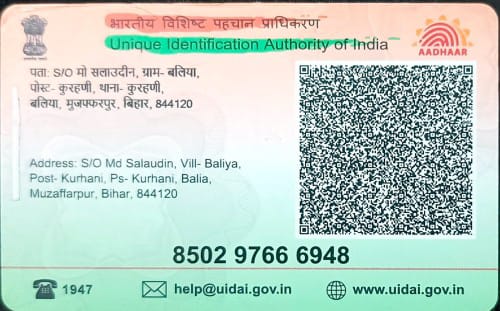 भारतीय विशिष्ट पहचान प्राधिकरण
Unique Identification Authority of India
AADHAAR
पता: S/O मो सलाउदीन, ग्राम- बलिया,
पोस्ट- कुरहणी, थाना- कुरहणी,
बलिया, मुजफ्फरपुर, बिहार, 844120
Address: S/O Md Salaudin, Vill- Baliya,
Post- Kurhani, Ps- Kurhani, Balia,
Muzaffarpur, Bihar, 844120
8502 9766 6948
1947
help@uidai.gov.in
www.uidai.gov.in